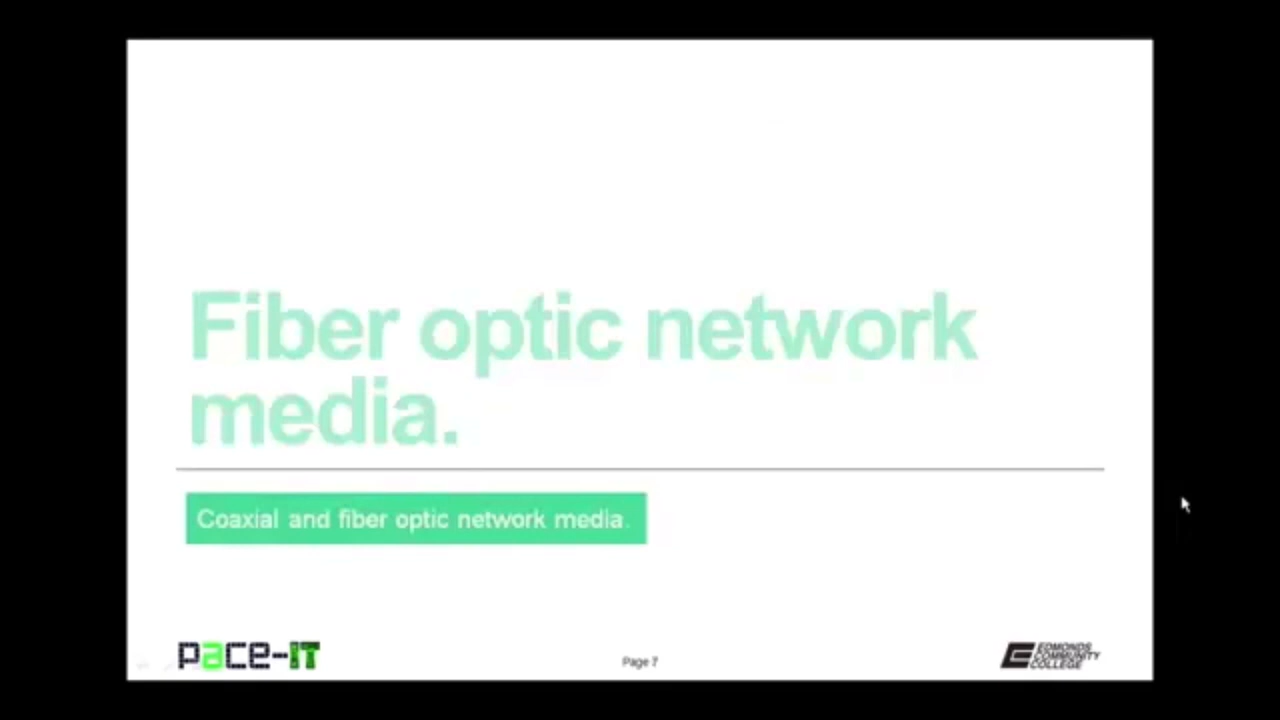 Fiber optic network
media.
Coaxial and fiber optic network media.
pace-IT
Page 7
EDMONDS
COMMUNITY
COLLEGE